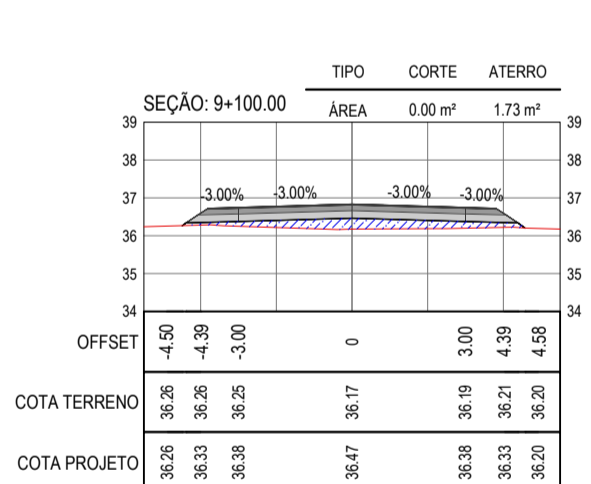 TIPO CORTE ATERRO
SEÇÃO: 9+100.00
ÁREA 0.00 m² 1.73 m²
39 39
38 38
37 37
-3.00% -3.00% -3.00% -3.00%
36 36
35 35
34 34
OFFSET -4.50 -4.39 -3.00 0 3.00 4.39 4.58
COTA TERRENO 36.26 36.26 36.25 36.17 36.19 36.21 36.20
COTA PROJETO 36.26 36.33 36.38 36.47 36.38 36.33 36.20